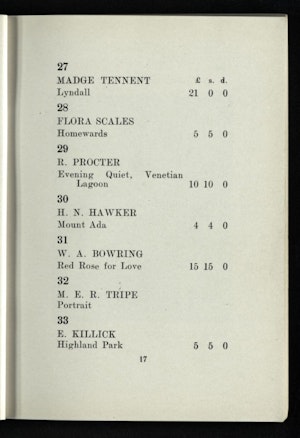 27
MADGE TENNENT £ s. d.
Lyndall 21 0 0
28
FLORA SCALES
Homewards 5 5 0
29
R. PROCTER
Evening Quiet, Venetian
Lagoon 10 10 0
30
H. N. HAWKER
Mount Ada 4 4 0
31
W. A. BOWRING
Red Rose for Love 15 15 0
32
M. E. R. TRIPE
Portrait
33
E. KILLICK
Highland Park 5 5 0
17